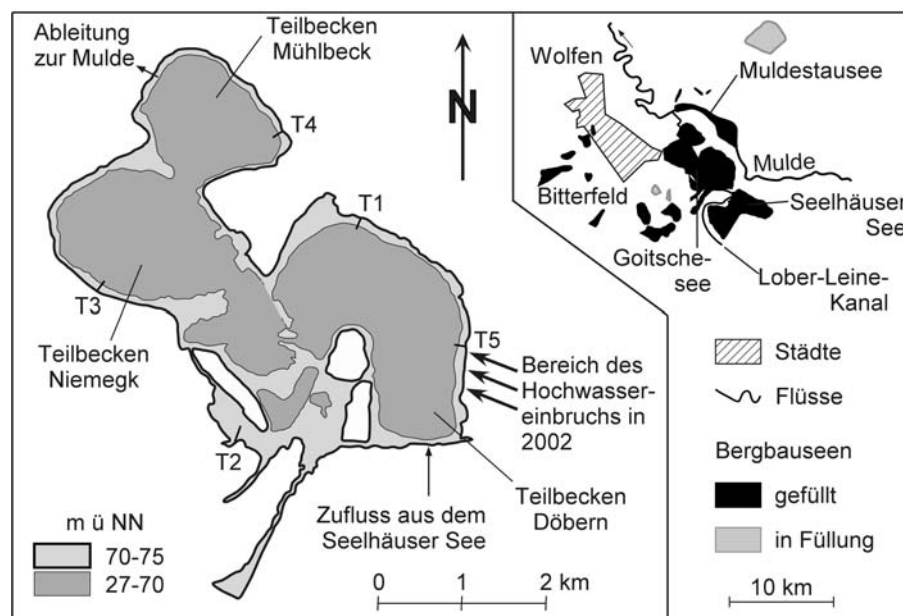 Ableitung
zur Mulde
Teilbecken
Mühlbeck
N
T4
T1
T3
T5
Teilbecken
Niemegk
Bereich des
Hochwasser-
einbruchs in
2002
T2
Zufluss aus dem
Seelhäuser See
Teilbecken
Döbern
m ü NN
70-75
27-70
0 1 2 km
Wolfen
Muldestausee
Mulde
Bitterfeld
Seelhäuser
See
Goitsche-
see
Lober-Leine-
Kanal
Städte
Flüsse
Bergbauseen
gefüllt
in Füllung
10 km